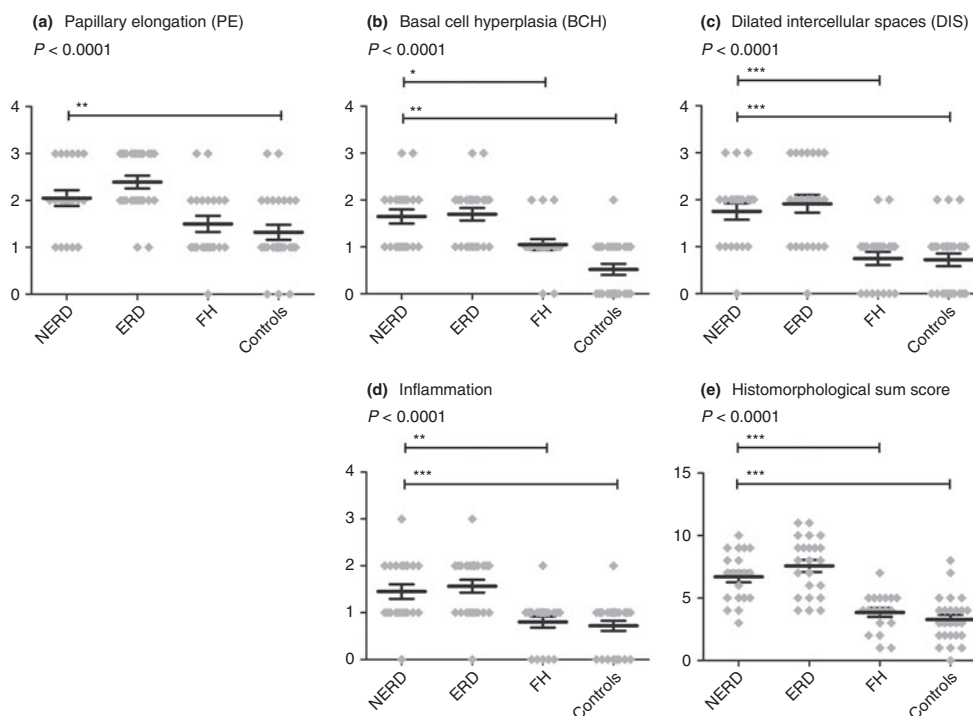 (a) Papillary elongation (PE)
P < 0.0001
**
4
3
2
1
0
NERD
ERD
FH
Controls
(b) Basal cell hyperplasia (BCH)
P < 0.0001
*
**
4
3
2
1
0
NERD
ERD
FH
Controls
(c) Dilated intercellular spaces (DIS)
P < 0.0001
***
***
4
3
2
1
0
NERD
ERD
FH
Controls
(d) Inflammation
P < 0.0001
**
***
4
3
2
1
0
NERD
ERD
FH
Controls
(e) Histomorphological sum score
P < 0.0001
***
***
15
10
5
0
NERD
ERD
FH
Controls